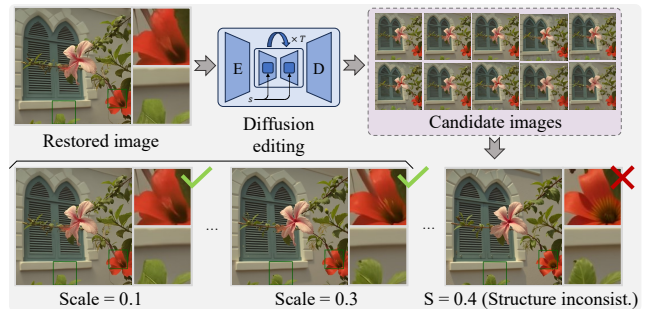 × T
E
D
s
Restored image
Diffusion
editing
Candidate images
...
...
Scale = 0.1
Scale = 0.3
S = 0.4 (Structure inconsist.)